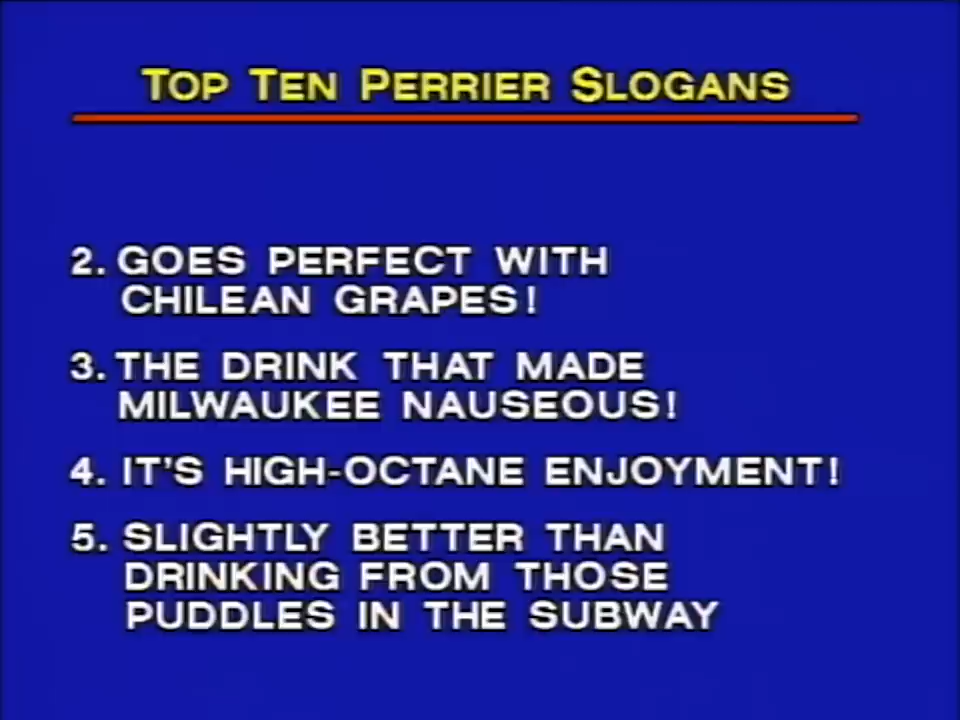 TOP TEN PERRIER SLOGANS
2. GOES PERFECT WITH
CHILEAN GRAPES!
3. THE DRINK THAT MADE
MILWAUKEE NAUSEOUS!
4. IT'S HIGH-OCTANE ENJOYMENT!
5. SLIGHTLY BETTER THAN
DRINKING FROM THOSE
PUDDLES IN THE SUBWAY